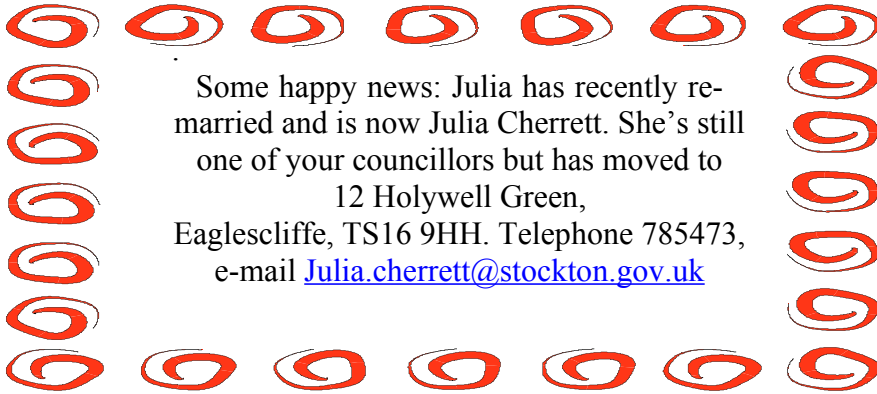 .
Some happy news: Julia has recently re-
married and is now Julia Cherrett. She’s still
one of your councillors but has moved to
12 Holywell Green,
Eaglescliffe, TS16 9HH. Telephone 785473,
e-mail Julia.cherrett@stockton.gov.uk